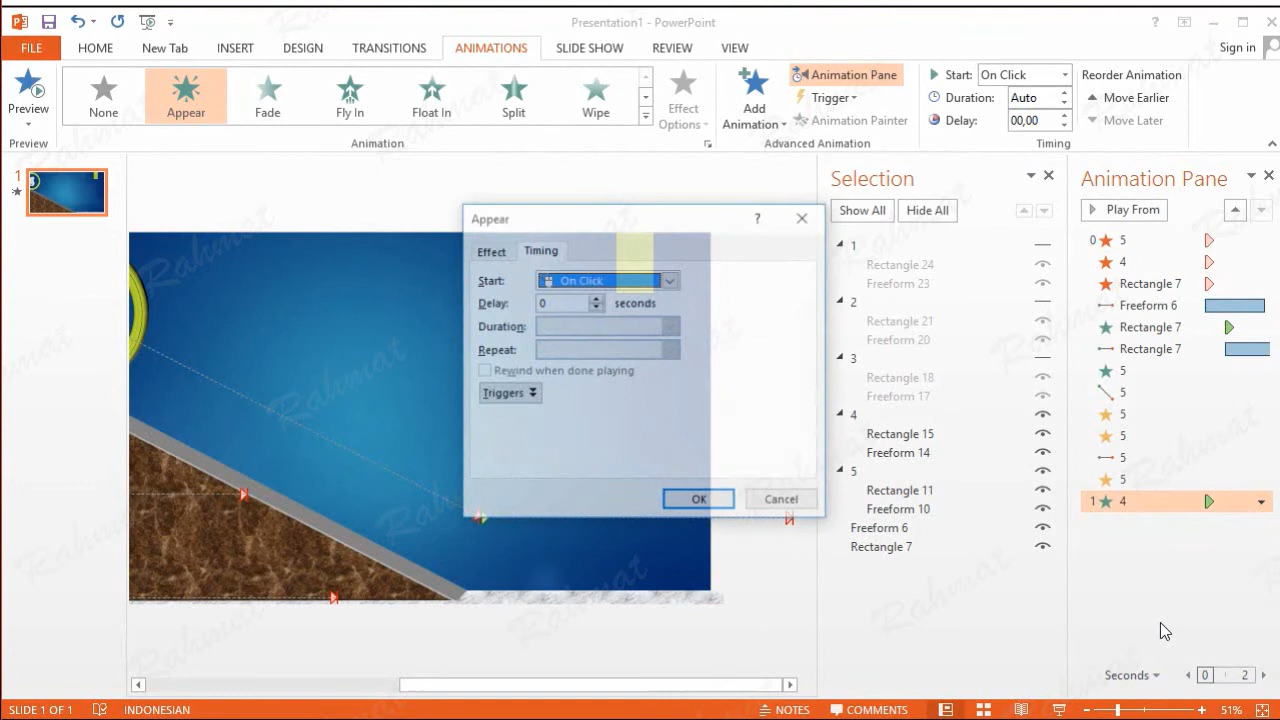 Presentation1 - PowerPoint
FILE HOME New Tab INSERT DESIGN TRANSITIONS ANIMATIONS SLIDE SHOW REVIEW VIEW Sign in
Preview
Preview
None Appear Fade Fly In Float In Split Wipe
Effect Options
Animation
Add Animation
Animation Pane
Trigger
Animation Painter
Advanced Animation
Start: On Click
Duration: Auto
Delay: 00,00
Timing
Reorder Animation
Move Earlier
Move Later
1
Appear
Effect Timing
Start: On Click
Delay: 0 seconds
Duration:
Repeat:
Rewind when done playing
Triggers
OK Cancel
Selection
Show All Hide All
1
Rectangle 24
Freeform 23
2
Rectangle 21
Freeform 20
3
Rectangle 18
Freeform 17
4
Rectangle 15
Freeform 14
5
Rectangle 11
Freeform 10
Freeform 6
Rectangle 7
Animation Pane
Play From
0 5
4
Rectangle 7
Freeform 6
Rectangle 7
Rectangle 7
5
5
5
5
5
5
1 4
Seconds 0 2
SLIDE 1 OF 1 INDONESIAN NOTES COMMENTS 51%
Rahmat